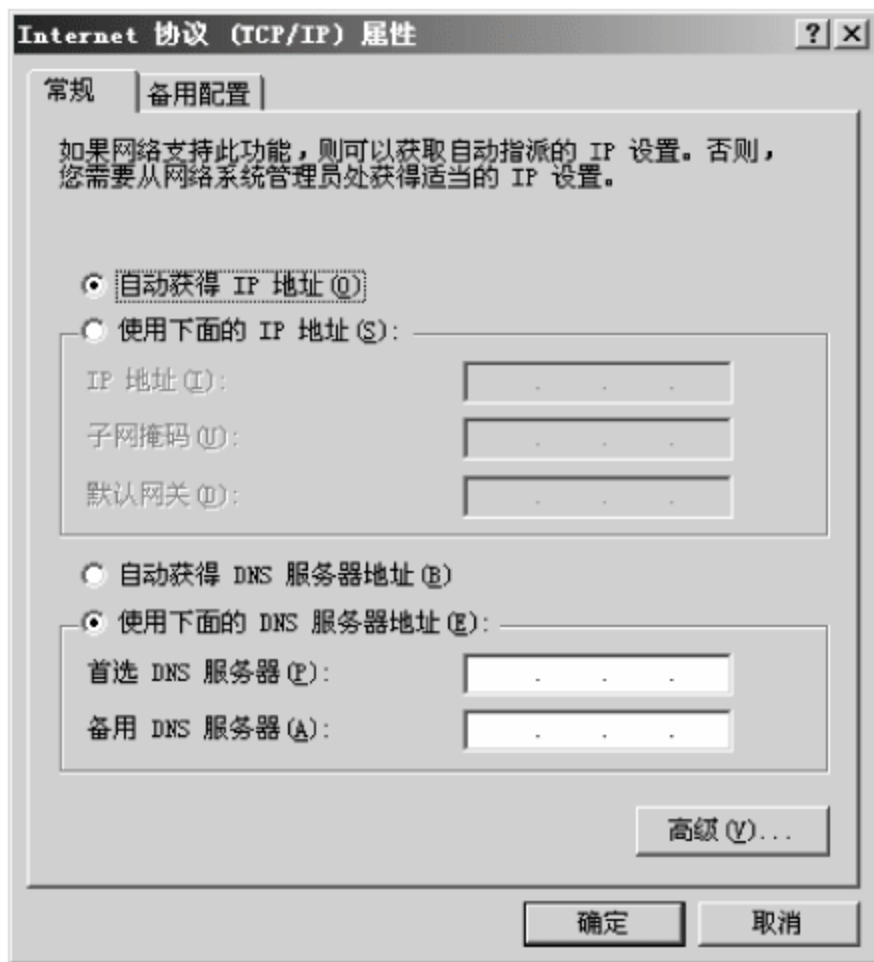 Internet 协议 (TCP/IP) 属性
常规
备用配置
如果网络支持此功能，则可以获取自动指派的 IP 设置。否则，
您需要从网络系统管理员处获得适当的 IP 设置。
自动获得 IP 地址(O)
使用下面的 IP 地址(S):
IP 地址(I):
子网掩码(U):
默认网关(D):
自动获得 DNS 服务器地址(B)
使用下面的 DNS 服务器地址(E):
首选 DNS 服务器(P):
备用 DNS 服务器(A):
高级(V)...
确定
取消